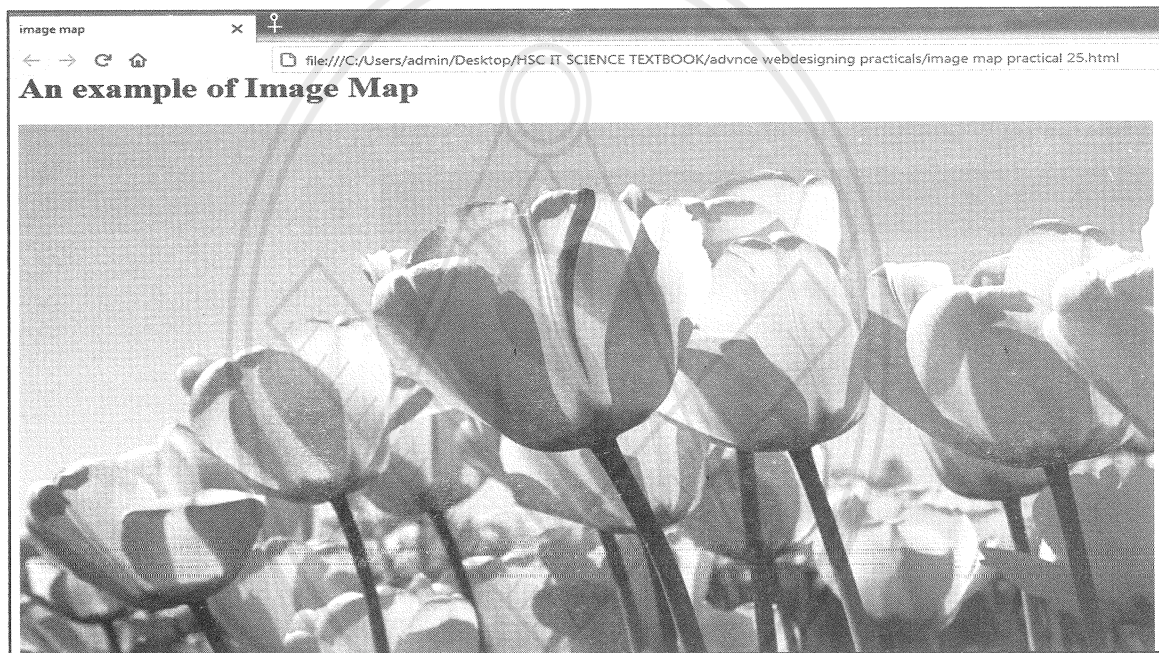 image map
file:///C:/Users/admin/Desktop/HSC IT SCIENCE TEXTBOOK/advnce webdesigning practicals/image map practical 25.html
An example of Image Map